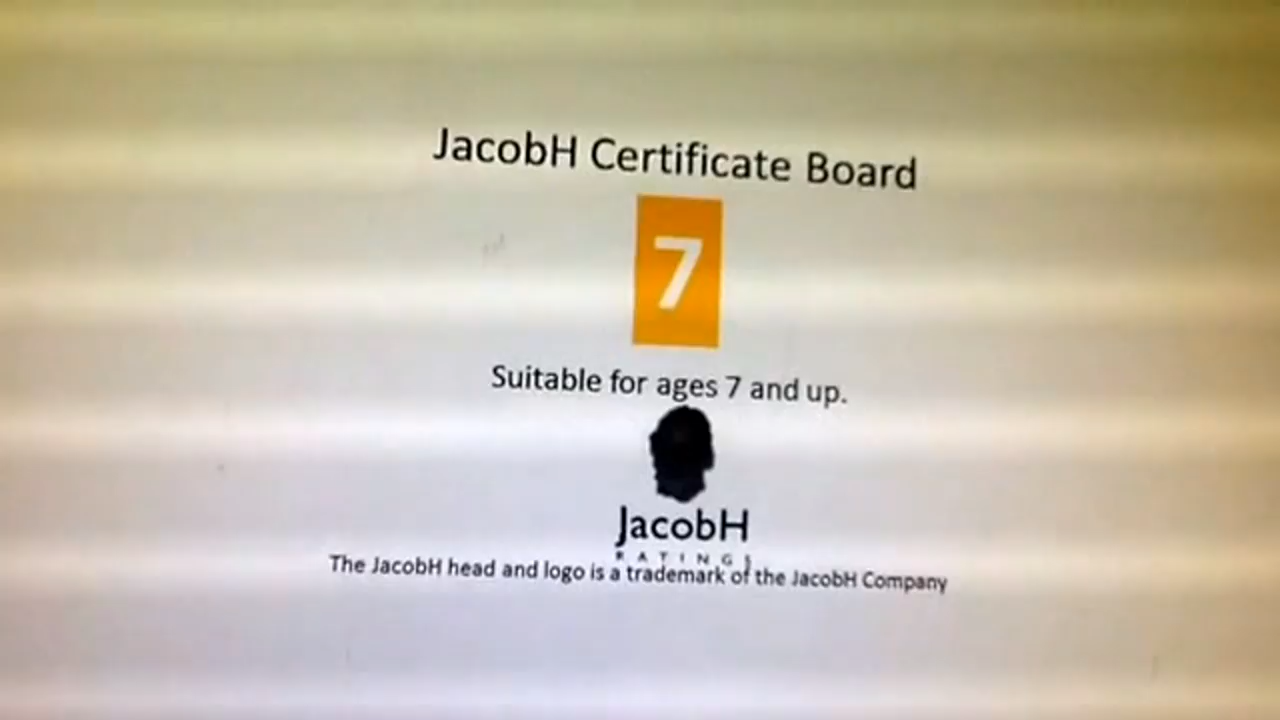 JacobH Certificate Board
7
Suitable for ages 7 and up.
JacobH
RATINGS
The JacobH head and logo is a trademark of the JacobH Company